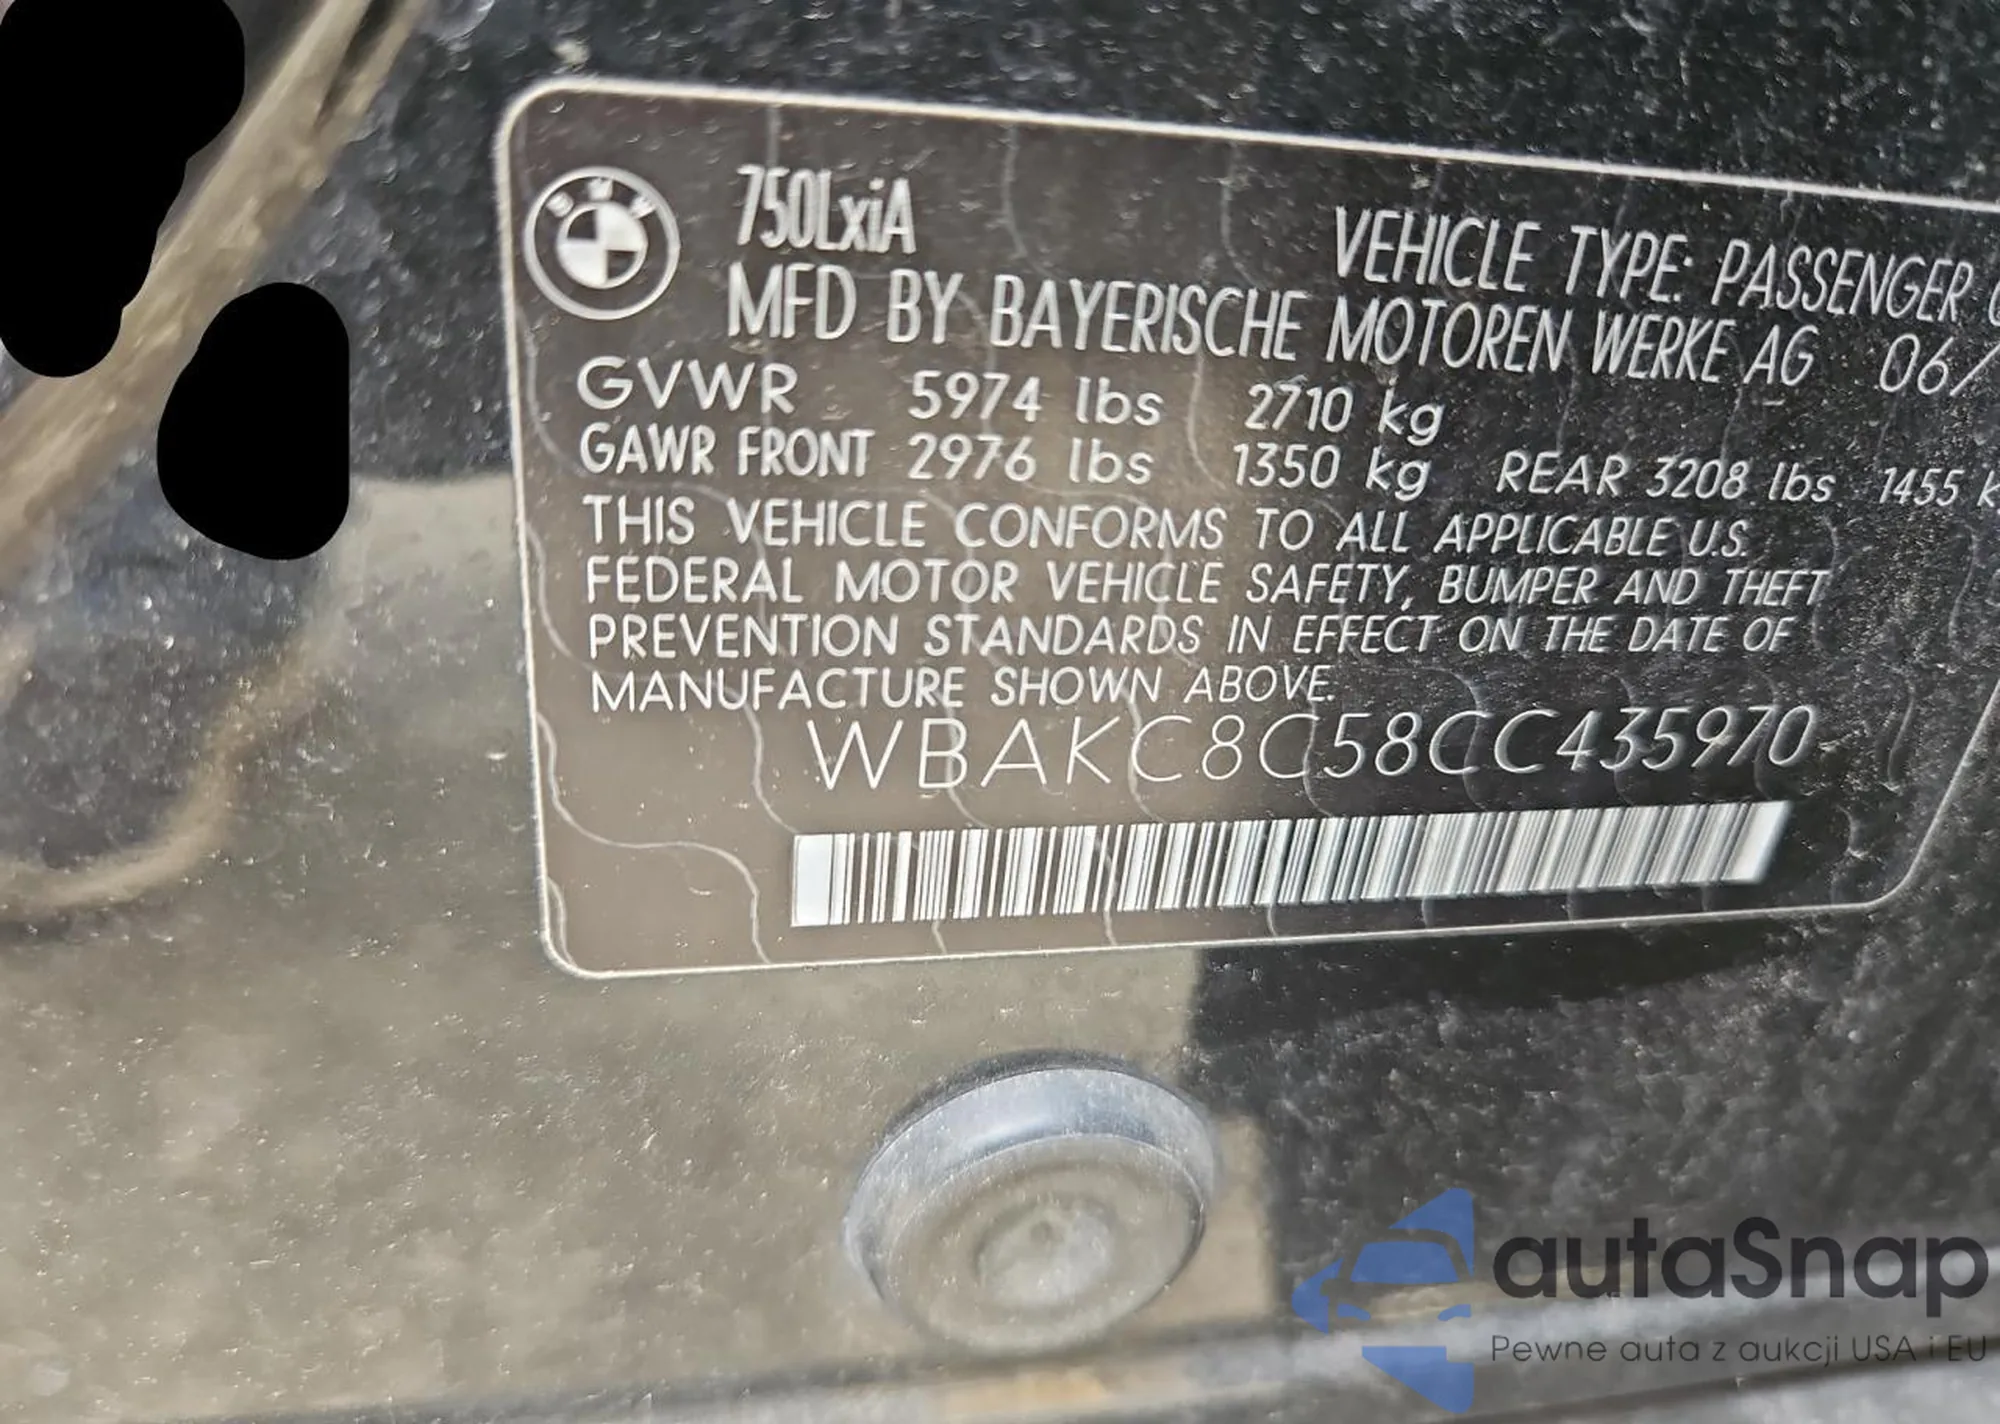 BMW
750LxiA
VEHICLE TYPE: PASSENGER
MFD BY BAYERISCHE MOTOREN WERKE AG 06/
GVWR 5974 lbs 2710 kg
GAWR FRONT 2976 lbs 1350 kg REAR 3208 lbs 1455 k
THIS VEHICLE CONFORMS TO ALL APPLICABLE U.S.
FEDERAL MOTOR VEHICLE SAFETY, BUMPER AND THEFT
PREVENTION STANDARDS IN EFFECT ON THE DATE OF
MANUFACTURE SHOWN ABOVE.
WBAKC8C58CC435970
autaSnap
Pewne auta z aukcji USA i EU